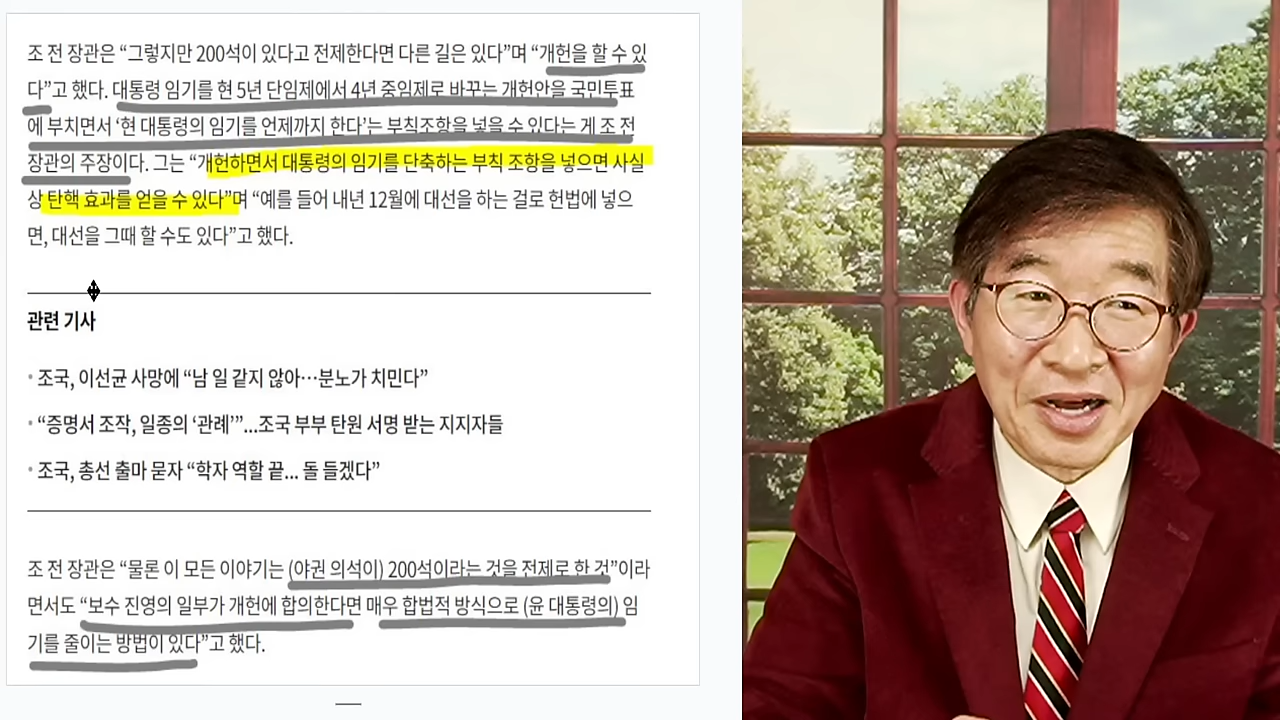 조 전 장관은 “그렇지만 200석이 있다고 전제한다면 다른 길은 있다”며 “개헌을 할 수 있
다”고 했다. 대통령 임기를 현 5년 단임제에서 4년 중임제로 바꾸는 개헌안을 국민투표
에 부치면서 ‘현 대통령의 임기를 언제까지 한다’는 부칙조항을 넣을 수 있다는 게 조 전
장관의 주장이다. 그는 “개헌하면서 대통령의 임기를 단축하는 부칙 조항을 넣으면 사실
상 탄핵 효과를 얻을 수 있다”며 “예를 들어 내년 12월에 대선을 하는 걸로 헌법에 넣으
면, 대선을 그때 할 수도 있다”고 했다.
관련 기사
• 조국, 이선균 사망에 “남 일 같지 않아…분노가 치민다”
• “증명서 조작, 일종의 ‘관례’”...조국 부부 탄원 서명 받는 지지자들
• 조국, 총선 출마 묻자 “학자 역할 끝... 돌 들겠다”
조 전 장관은 “물론 이 모든 이야기는 (야권 의석이) 200석이라는 것을 전제로 한 것”이라
면서도 “보수 진영의 일부가 개헌에 합의한다면 매우 합법적 방식으로 (윤 대통령의) 임
기를 줄이는 방법이 있다”고 했다.